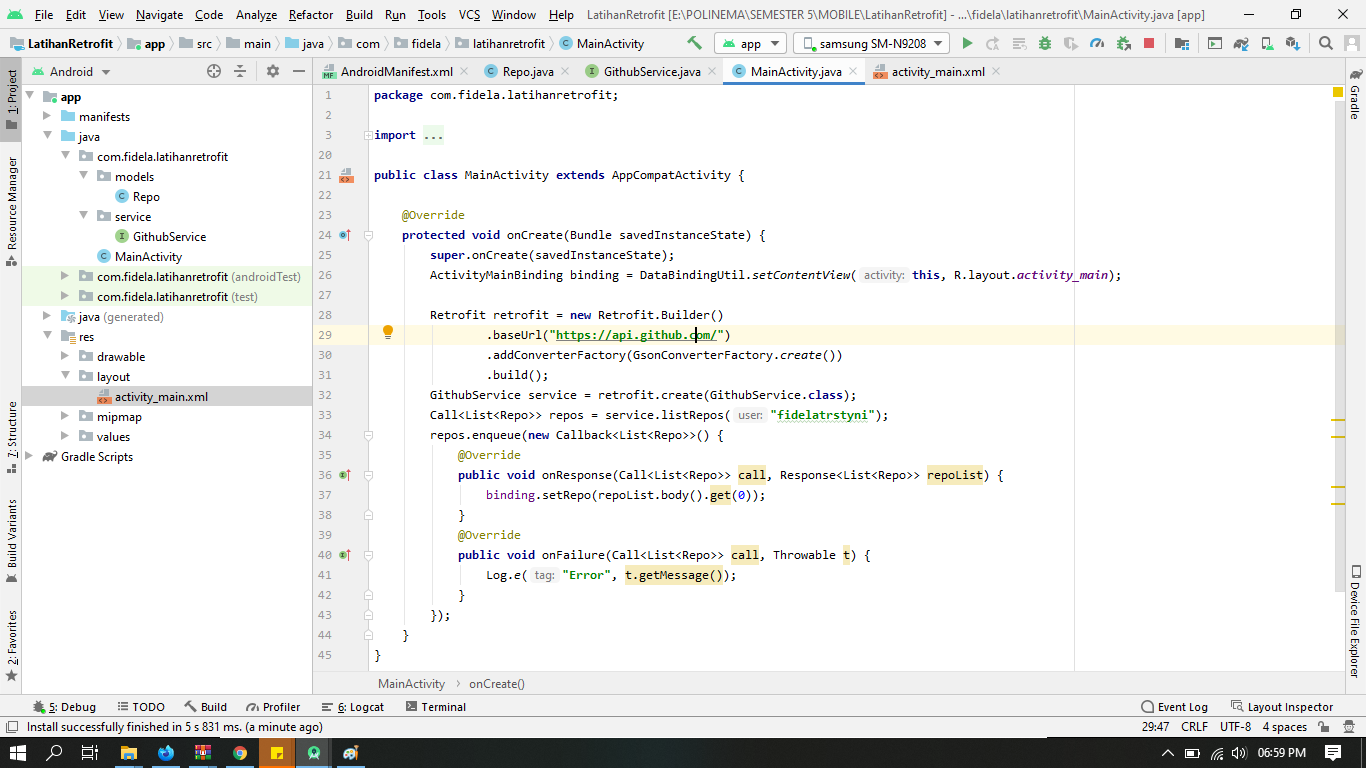 File Edit View Navigate Code Analyze Refactor Build Run Tools VCS Window Help LatihanRetrofit [E:\POLINEMA\SEMESTER 5\MOBILE\LatihanRetrofit] - ...\fidela\latihanretrofit\MainActivity.java [app]
LatihanRetrofit app src main java com fidela latihanretrofit MainActivity app samsung SM-N9208
Android AndroidManifest.xml Repo.java GithubService.java MainActivity.java activity_main.xml
1: Project
Resource Manager
7: Structure
Build Variants
2: Favorites
app
manifests
java
com.fidela.latihanretrofit
models
Repo
service
GithubService
MainActivity
com.fidela.latihanretrofit (androidTest)
com.fidela.latihanretrofit (test)
java (generated)
res
drawable
layout
activity_main.xml
mipmap
values
Gradle Scripts
1 package com.fidela.latihanretrofit;
2
3 import ...
20
21 public class MainActivity extends AppCompatActivity {
22
23 @Override
24 protected void onCreate(Bundle savedInstanceState) {
25 super.onCreate(savedInstanceState);
26 ActivityMainBinding binding = DataBindingUtil.setContentView( activity: this, R.layout.activity_main);
27
28 Retrofit retrofit = new Retrofit.Builder()
29 .baseUrl("https://api.github.com/")
30 .addConverterFactory(GsonConverterFactory.create())
31 .build();
32 GithubService service = retrofit.create(GithubService.class);
33 Call<List<Repo>> repos = service.listRepos( user: "fidelatrstyni");
34 repos.enqueue(new Callback<List<Repo>>() {
35 @Override
36 public void onResponse(Call<List<Repo>> call, Response<List<Repo>> repoList) {
37 binding.setRepo(repoList.body().get(0));
38 }
39 @Override
40 public void onFailure(Call<List<Repo>> call, Throwable t) {
41 Log.e( tag: "Error", t.getMessage());
42 }
43 });
44 }
45 }
MainActivity › onCreate()
Gradle
Device File Explorer
5: Debug TODO Build Profiler 6: Logcat Terminal Event Log Layout Inspector
Install successfully finished in 5 s 831 ms. (a minute ago) 29:47 CRLF UTF-8 4 spaces
06:59 PM